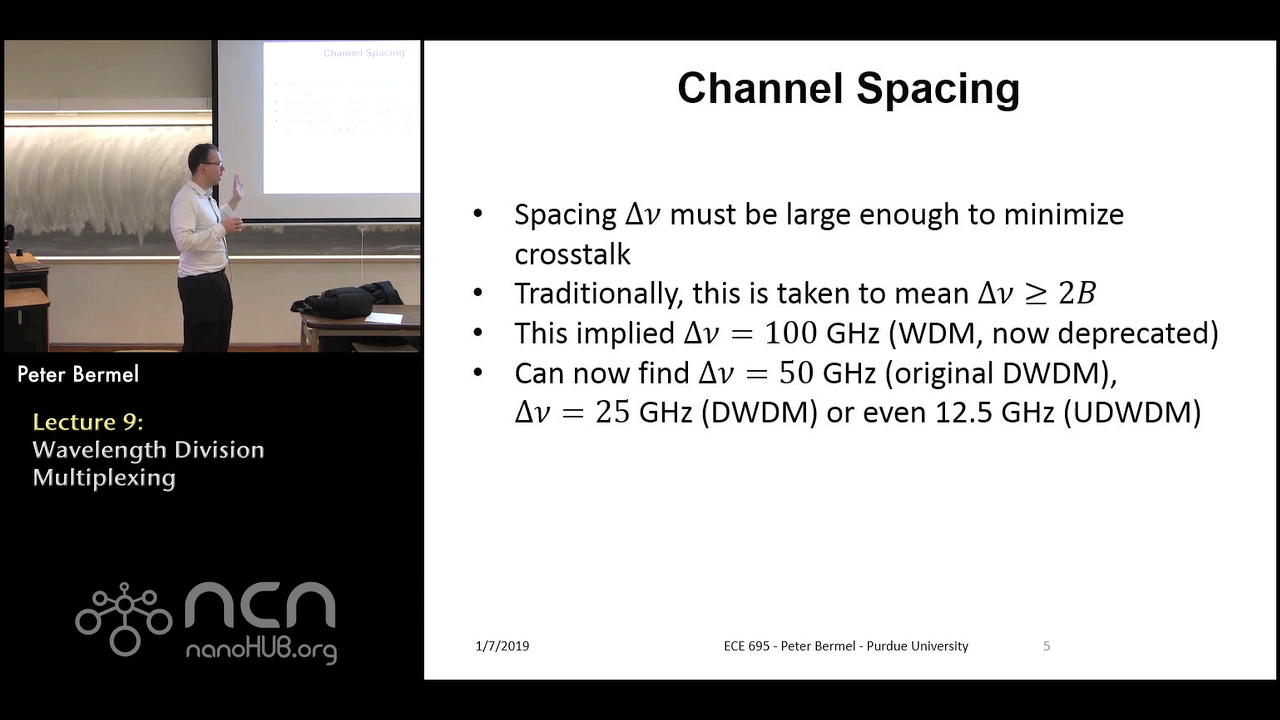 Channel Spacing
Channel Spacing
• Spacing Δν must be large enough to minimize
crosstalk
• Traditionally, this is taken to mean Δν ≥ 2B
• This implied Δν = 100 GHz (WDM, now deprecated)
• Can now find Δν = 50 GHz (original DWDM),
Δν = 25 GHz (DWDM) or even 12.5 GHz (UDWDM)
Peter Bermel
Lecture 9:
Wavelength Division
Multiplexing
ncn
nanoHUB.org
1/7/2019
ECE 695 - Peter Bermel - Purdue University
5